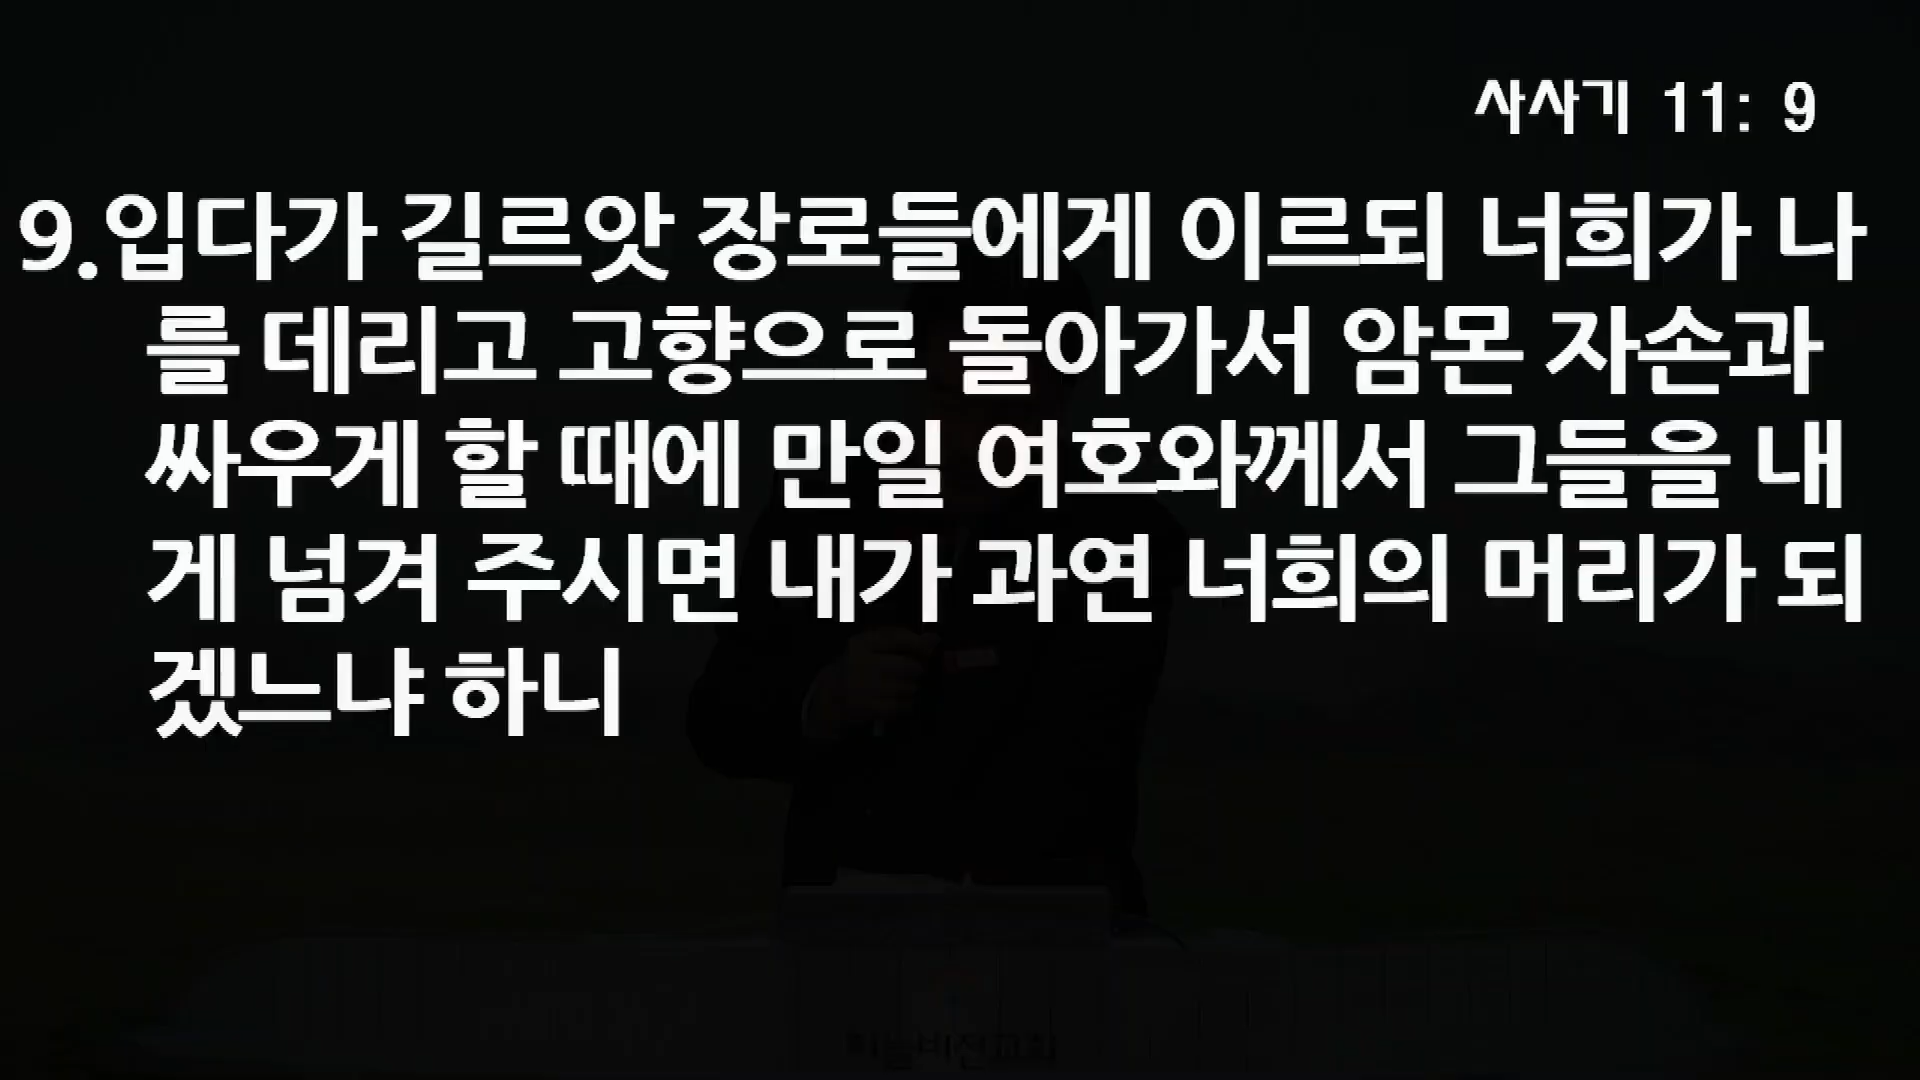 사사기 11: 9
9.입다가 길르앗 장로들에게 이르되 너희가 나
를 데리고 고향으로 돌아가서 암몬 자손과
싸우게 할 때에 만일 여호와께서 그들을 내
게 넘겨 주시면 내가 과연 너희의 머리가 되
겠느냐 하니